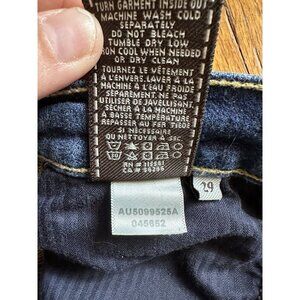 TURN GARMENT INSIDE OUT
MACHINE WASH COLD
SEPARATELY
DO NOT BLEACH
TUMBLE DRY LOW
IRON COOL WHEN NEEDED
OR DRY CLEAN
TOURNEZ LE VÊTEMENT
À L'ENVERS. LAVER À LA
MACHINE À L'EAU FROIDE
SÉPARÉMENT. NE PAS
UTILISER DE JAVELLISANT.
SÉCHER À LA MACHINE
À BASSE TEMPÉRATURE
REPASSER AU FER TIÈDE
SI NÉCESSAIRE
OU NETTOYER À SEC
RN#
CA#
AU5099525A
045652
29